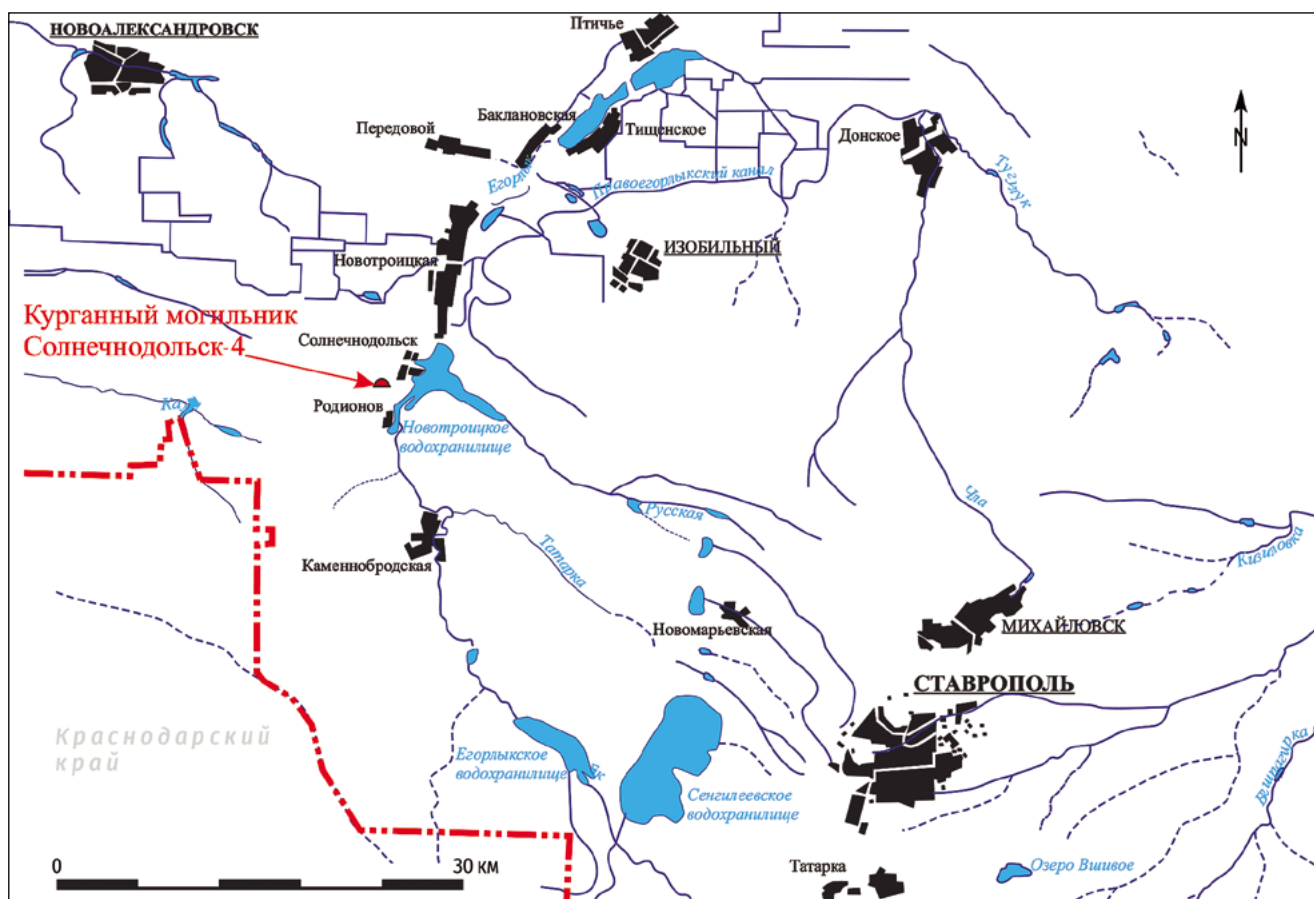 НОВОАЛЕКСАНДРОВСК
Птичье
Баклановская
Передовой
Тищенское
Донское
Егорлык
Правоегорлыкский канал
Тугулук
N
ИЗОБИЛЬНЫЙ
Новотроицкая
Курганный могильник
Солнечнодольск-4
Солнечнодольск
Родионов
Новотроицкое
водохранилище
Русская
Чла
Кизиловка
Татарка
Каменнобродская
Новомарьевская
МИХАЙЛОВСК
СТАВРОПОЛЬ
Краснодарский
край
Егорлыкское
водохранилище
Сенгилеевское
водохранилище
Татарка
Озеро Вшивое
0
30 КМ